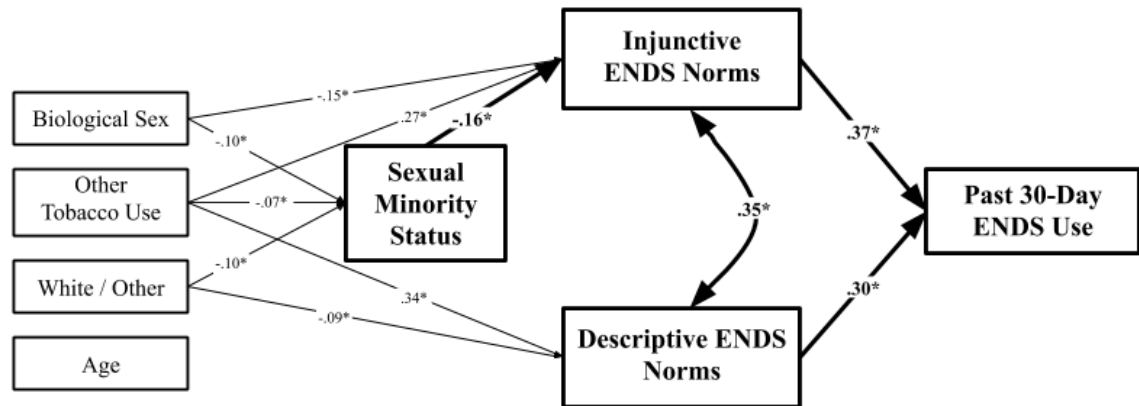 Injunctive
ENDS Norms
Biological Sex
-.15*
.27*
-.16*
-.10*
Other
Tobacco Use
-.07*
Sexual
Minority
Status
.37*
.35*
Past 30-Day
ENDS Use
White / Other
-.10*
.34*
-.09*
.30*
Descriptive ENDS
Norms
Age